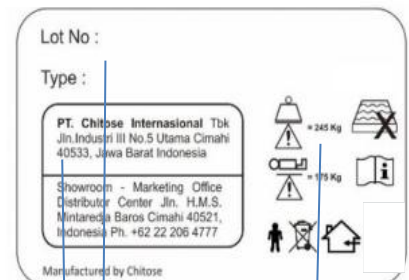 Lot No :
Type :
PT. Chitose Internasional Tbk
Jln.Industri III No.5 Utama Cimahi
40533, Jawa Barat Indonesia
Showroom - Marketing Office
Distributor Center Jln. H.M.S.
Mintaredja Baros Cimahi 40521,
Indonesia Ph. +62 22 206 4777
= 245 Kg
= 175 Kg
Manufactured by Chitose